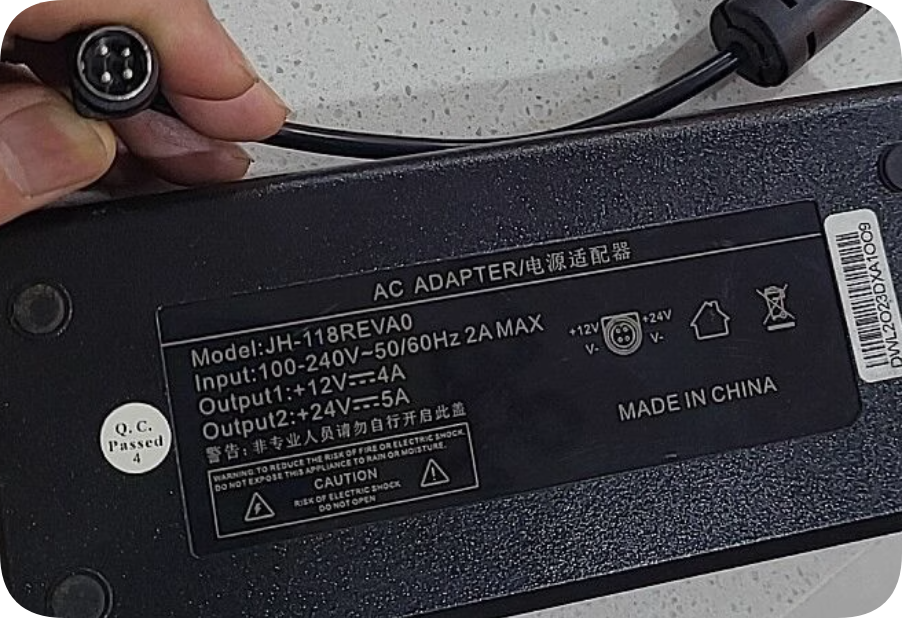 AC ADAPTER/电源适配器
Model:JH-118REVA0
Input:100-240V~50/60Hz 2A MAX
Output1:+12V⎓4A
Output2:+24V⎓5A
警告:非专业人员请勿自行开启此盖
WARNING: TO REDUCE THE RISK OF FIRE OR ELECTRIC SHOCK,
DO NOT EXPOSE THIS APPLIANCE TO RAIN OR MOISTURE.
CAUTION
RISK OF ELECTRIC SHOCK
DO NOT OPEN
+12V +24V
V- V-
MADE IN CHINA
Q.C.
Passed
4
DWL2023DXA1009